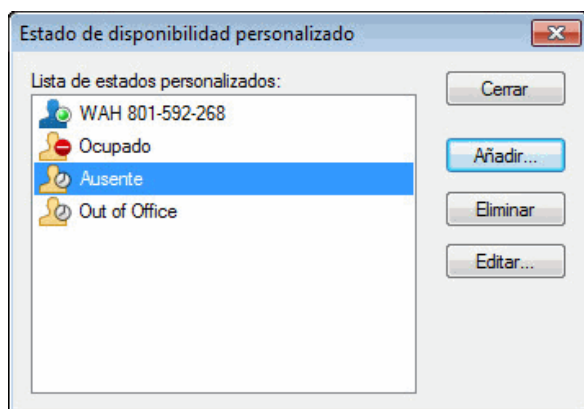 Estado de disponibilidad personalizado
Lista de estados personalizados:
WAH 801-592-268
Ocupado
Ausente
Out of Office
Cerrar
Añadir...
Eliminar
Editar...